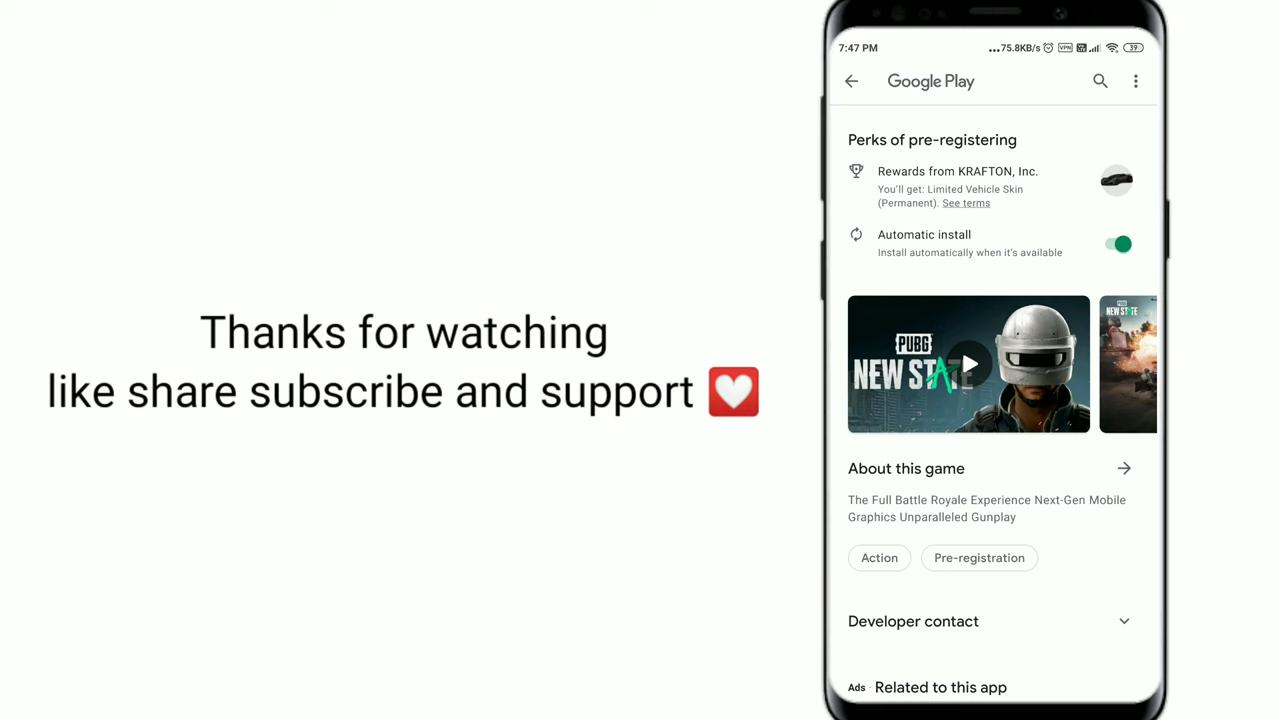 Thanks for watching
like share subscribe and support
7:47 PM
...75.8KB/s VPN 39
Google Play
Perks of pre-registering
Rewards from KRAFTON, Inc.
You'll get: Limited Vehicle Skin
(Permanent). See terms
Automatic install
Install automatically when it's available
PUBG
NEW STATE
PUBG
NEW STATE
About this game
The Full Battle Royale Experience Next-Gen Mobile
Graphics Unparalleled Gunplay
Action
Pre-registration
Developer contact
Ads · Related to this app